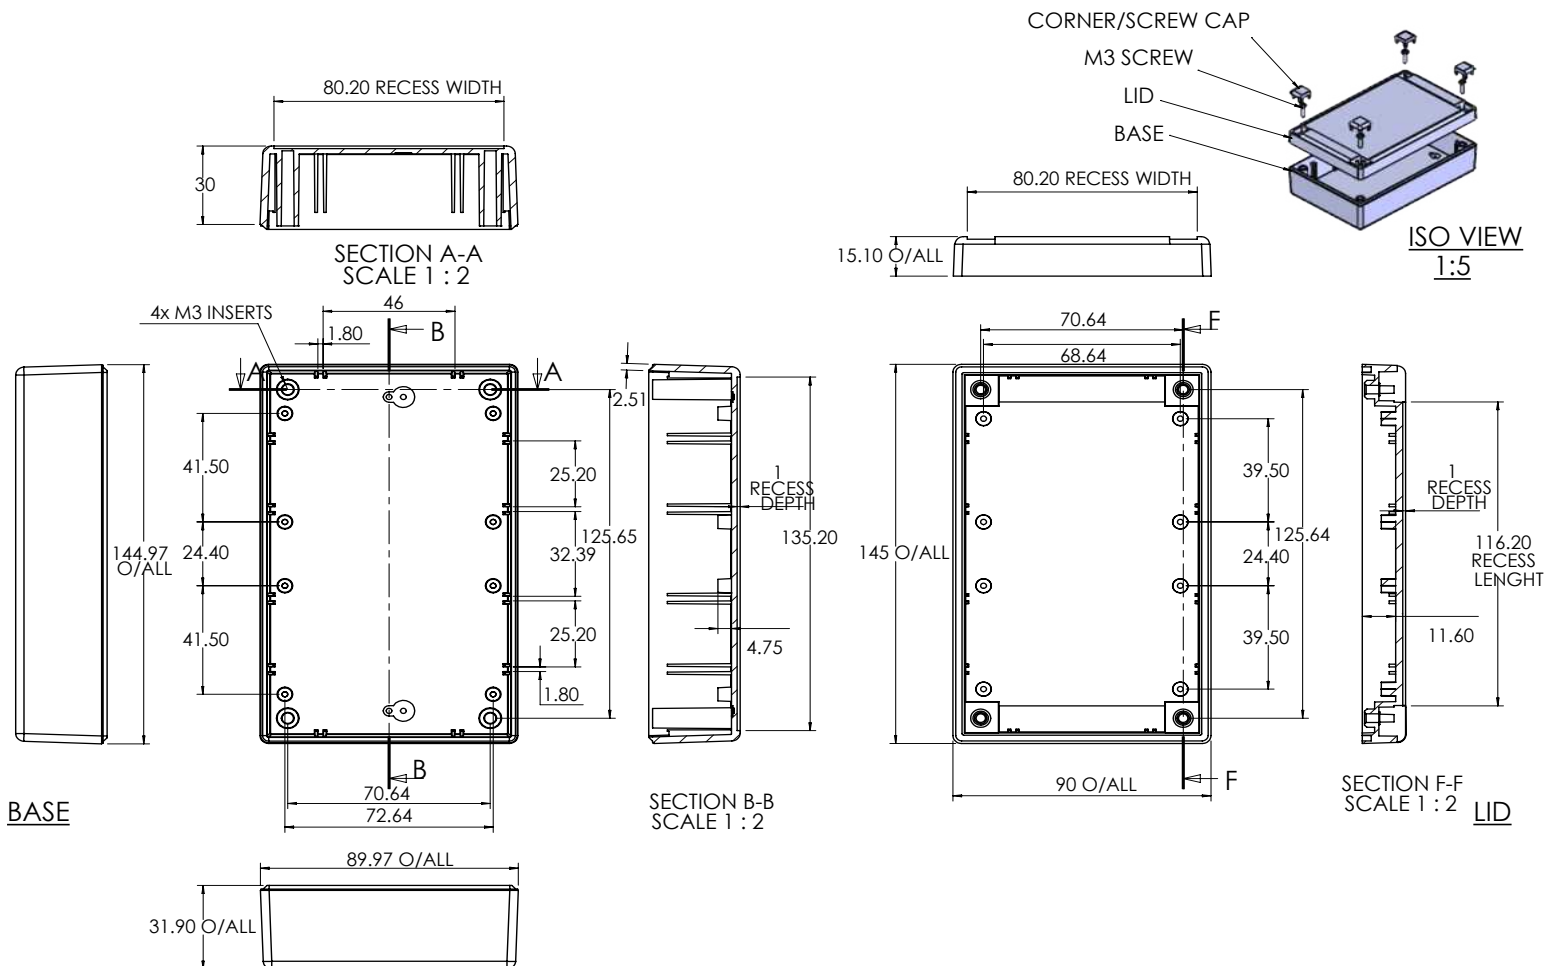 CORNER/SCREW CAP
M3 SCREW
LID
BASE
ISO VIEW
1:5
80.20 RECESS WIDTH
30
SECTION A-A
SCALE 1 : 2
80.20 RECESS WIDTH
15.10 O/ALL
4x M3 INSERTS
46
1.80
B
A
A
41.50
24.40
41.50
144.97
O/ALL
25.20
32.39
25.20
125.65
1.80
B
70.64
72.64
BASE
2.51
1
RECESS
DEPTH
135.20
4.75
SECTION B-B
SCALE 1 : 2
70.64
68.64
F
145 O/ALL
39.50
24.40
39.50
125.64
F
90 O/ALL
1
RECESS
DEPTH
116.20
RECESS
LENGHT
11.60
SECTION F-F
SCALE 1 : 2
LID
89.97 O/ALL
31.90 O/ALL